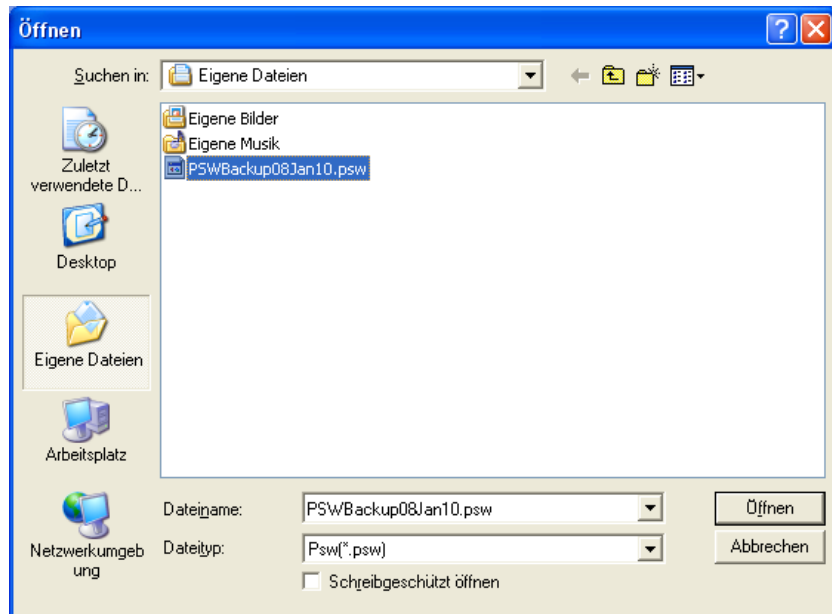 Öffnen
Suchen in: Eigene Dateien
Zuletzt
verwendete D...
Desktop
Eigene Dateien
Arbeitsplatz
Netzwerkumgeb
ung
Eigene Bilder
Eigene Musik
PSWBackup08Jan10.psw
Dateiname: PSWBackup08Jan10.psw Öffnen
Dateityp: Psw(*.psw) Abbrechen
Schreibgeschützt öffnen